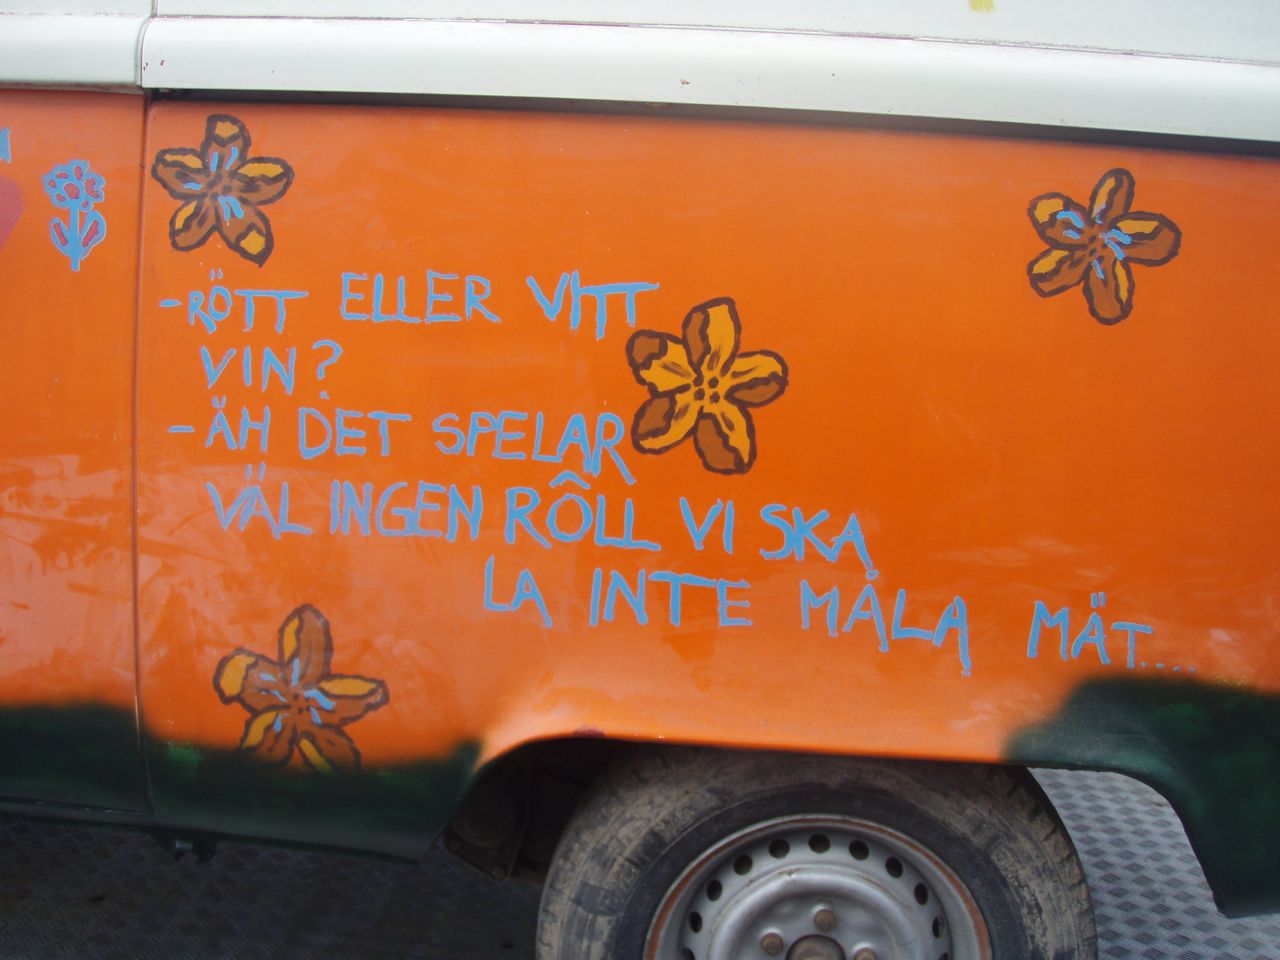 -RÖTT ELLER VITT
VIN?
-ÄH DET SPELAR
VÄL INGEN RÔLL VI SKA
LA INTE MÅLA MÄT....